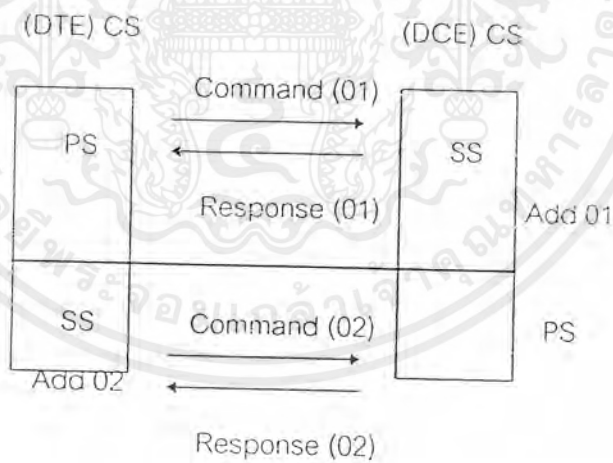 (DTE) CS
(DCE) CS
Command (01)
PS
SS
Response (01)
Add 01
SS
Command (02)
PS
Add 02
Response (02)